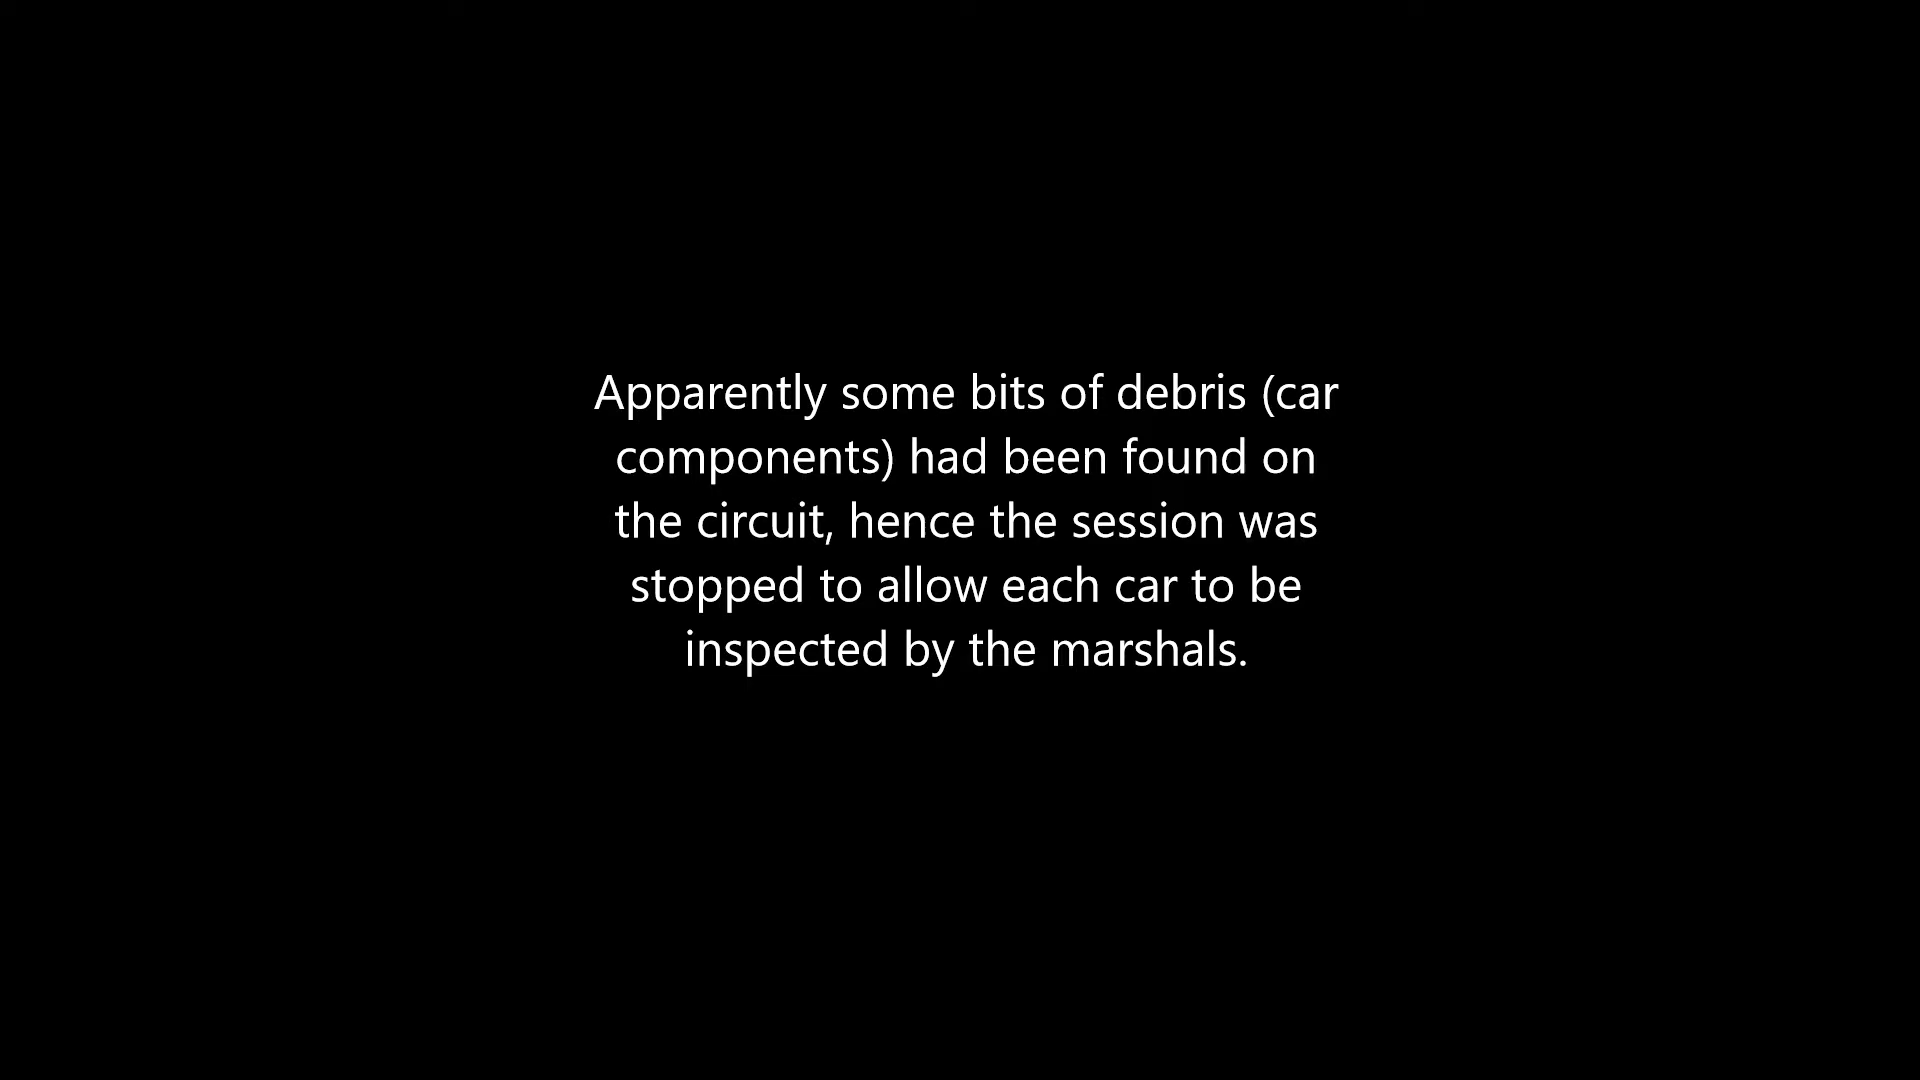 Apparently some bits of debris (car
components) had been found on
the circuit, hence the session was
stopped to allow each car to be
inspected by the marshals.